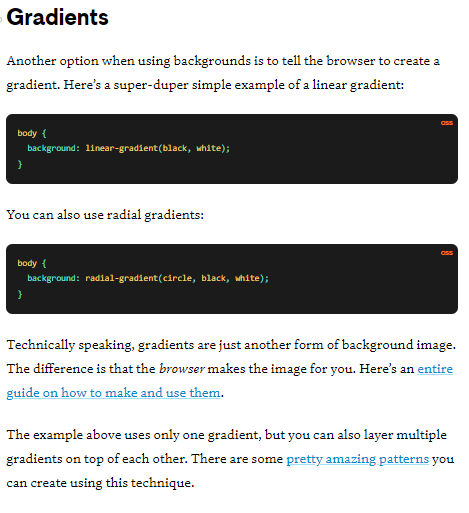 Gradients
Another option when using backgrounds is to tell the browser to create a
gradient. Here’s a super-duper simple example of a linear gradient:
CSS
body {
  background: linear-gradient(black, white);
}
You can also use radial gradients:
CSS
body {
  background: radial-gradient(circle, black, white);
}
Technically speaking, gradients are just another form of background image.
The difference is that the browser makes the image for you. Here’s an entire
guide on how to make and use them.
The example above uses only one gradient, but you can also layer multiple
gradients on top of each other. There are some pretty amazing patterns you
can create using this technique.